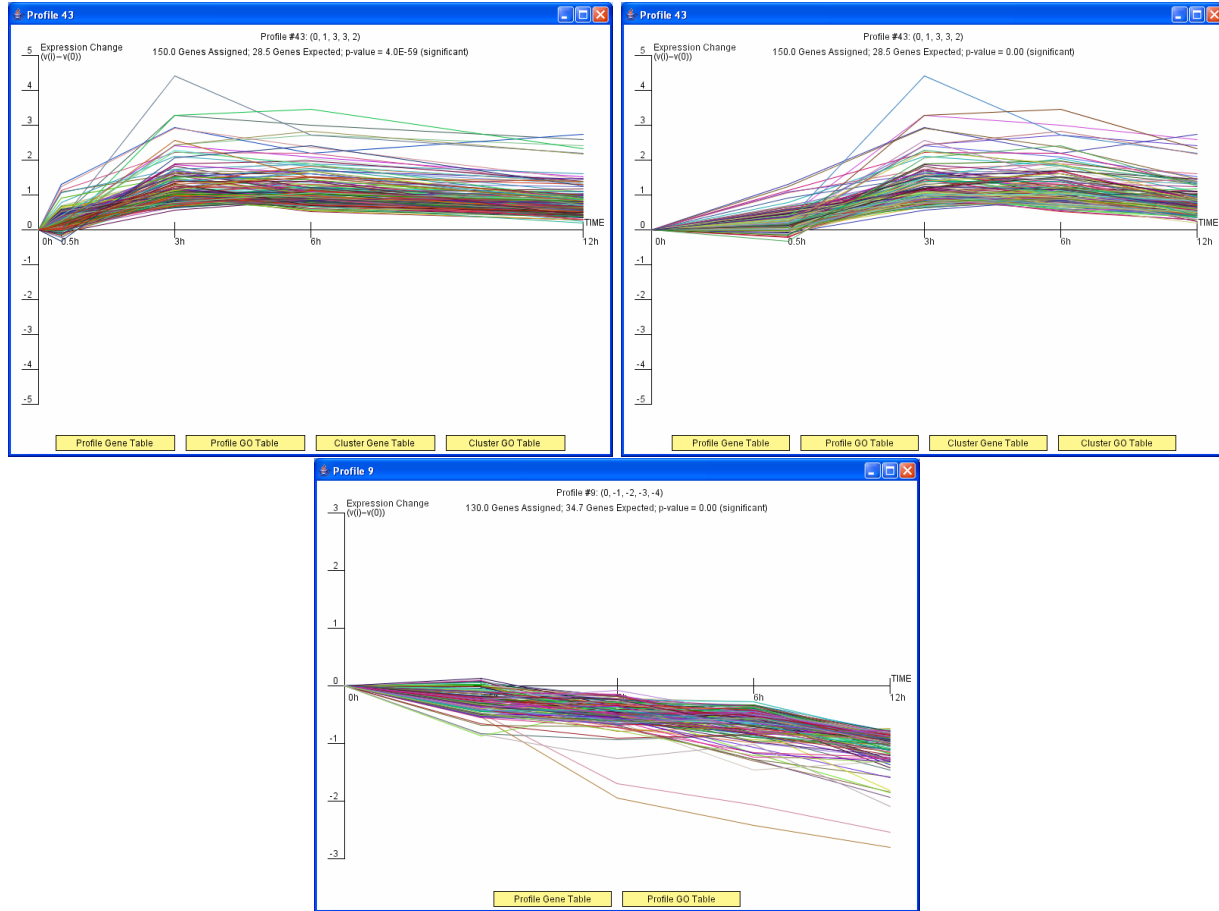 Profile 43
Profile #43: (0, 1, 3, 3, 2)
Expression Change
(v(i)-v(0))
150.0 Genes Assigned; 28.5 Genes Expected; p-value = 4.0E-59 (significant)
5
4
3
2
1
0
TIME
0h
0.5h
3h
6h
12h
-1
-2
-3
-4
-5
Profile Gene Table
Profile GO Table
Cluster Gene Table
Cluster GO Table
Profile 43
Profile #43: (0, 1, 3, 3, 2)
Expression Change
(v(i)-v(0))
150.0 Genes Assigned; 28.5 Genes Expected; p-value = 0.00 (significant)
5
4
3
2
1
0
TIME
0h
0.5h
3h
6h
12h
-1
-2
-3
-4
-5
Profile Gene Table
Profile GO Table
Cluster Gene Table
Cluster GO Table
Profile 9
Profile #9: (0, -1, -2, -3, -4)
Expression Change
(v(i)-v(0))
130.0 Genes Assigned; 34.7 Genes Expected; p-value = 0.00 (significant)
3
2
1
0
TIME
0h
6h
12h
-1
-2
-3
Profile Gene Table
Profile GO Table